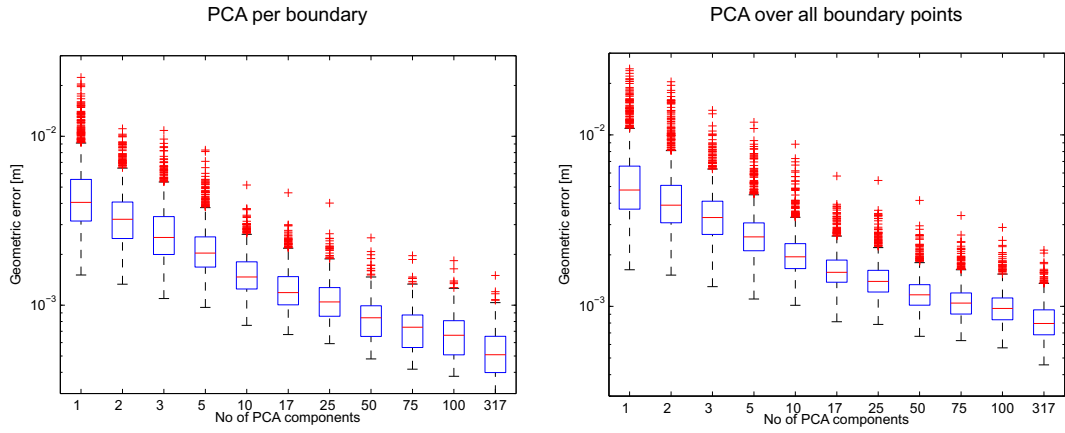 PCA per boundary
PCA over all boundary points
Geometric error [m]
10^-2
10^-3
1 2 3 5 10 17 25 50 75 100 317
No of PCA components
Geometric error [m]
10^-2
10^-3
1 2 3 5 10 17 25 50 75 100 317
No of PCA components